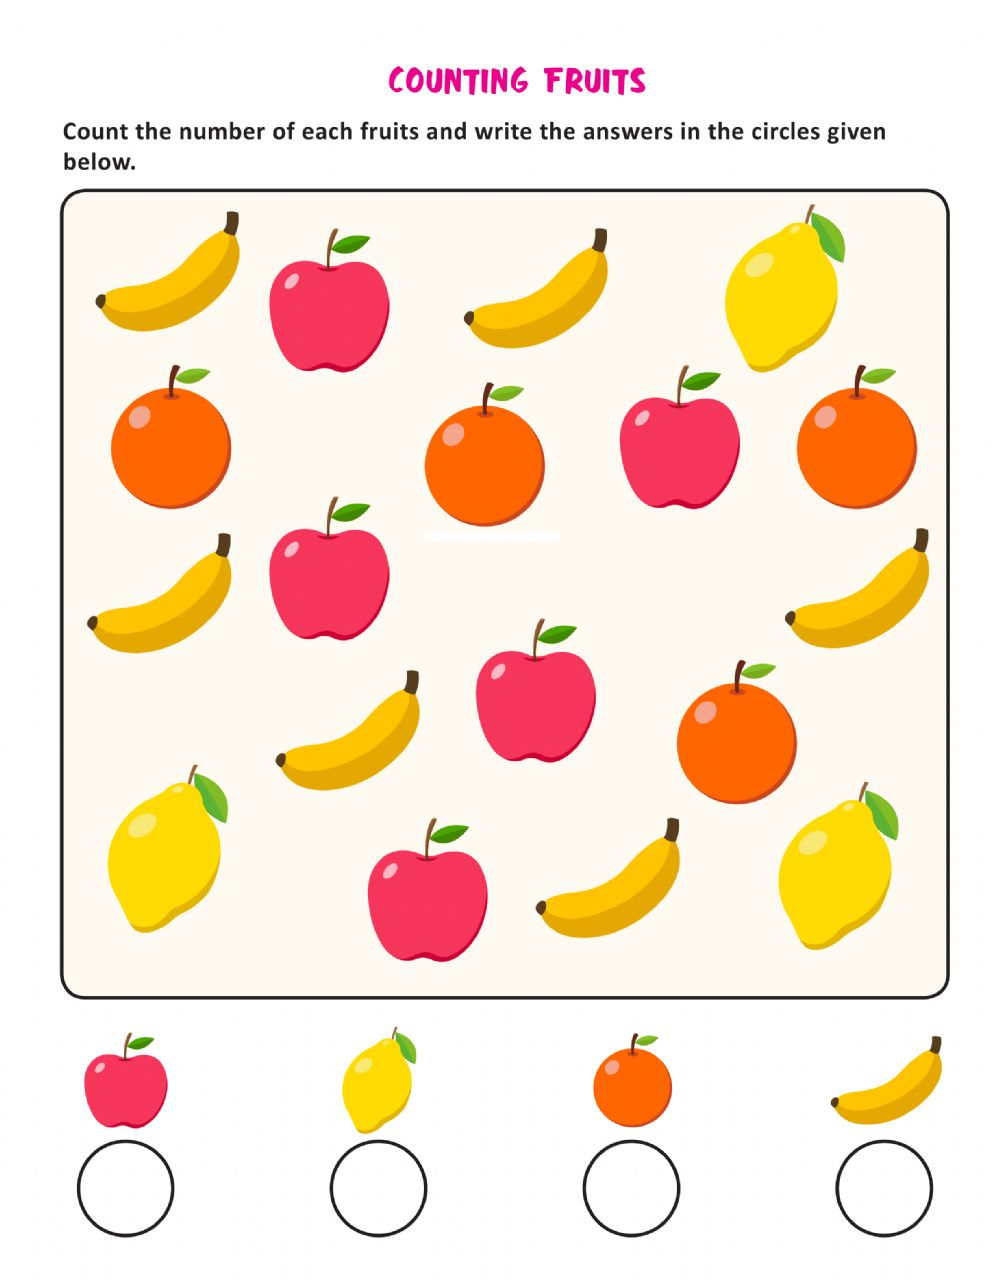 COUNTING FRUITS
Count the number of each fruits and write the answers in the circles given
below.